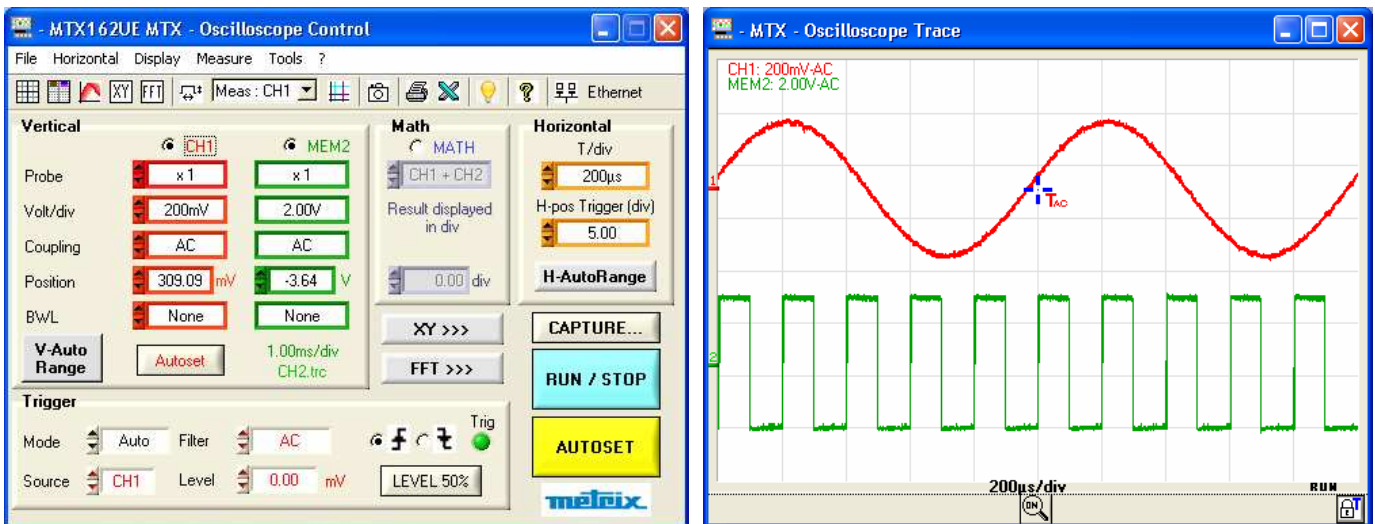 - MTX162UE MTX - Oscilloscope Control
File Horizontal Display Measure Tools ?
XY FFT Meas : CH1 Ethernet
Vertical
CH1 MEM2
Probe x 1 x 1
Volt/div 200mV 2.00V
Coupling AC AC
Position 309.09 mV -3.64 V
BWL None None
V-Auto Range
Autoset
1.00ms/div
CH2.trc
Math
MATH
CH1 + CH2
Result displayed
in div
0.00 div
XY >>>
FFT >>>
Horizontal
T/div
200µs
H-pos Trigger (div)
5.00
H-AutoRange
CAPTURE...
RUN / STOP
AUTOSET
metrix
Trigger
Mode Auto Filter AC Trig
Source CH1 Level 0.00 mV LEVEL 50%
- MTX - Oscilloscope Trace
CH1: 200mV-AC
MEM2: 2.00V-AC
1
TAC
2
200µs/div RUN
ON T